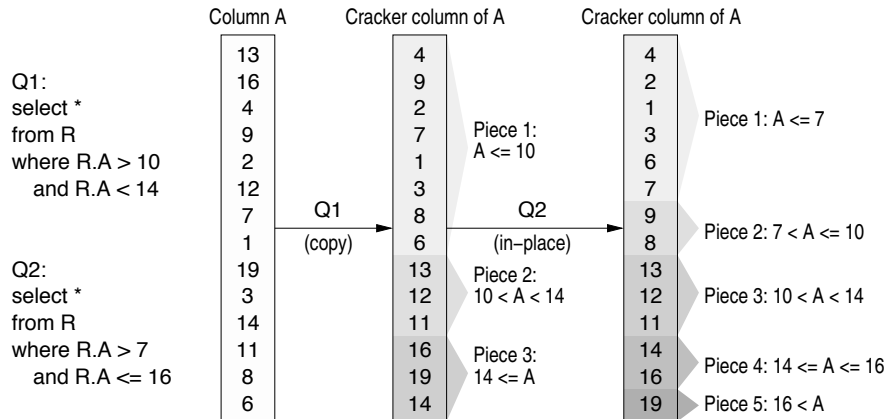 Column A
Cracker column of A
Cracker column of A
Q1:
select *
from R
where R.A > 10
and R.A < 14
Q2:
select *
from R
where R.A > 7
and R.A <= 16
13
16
4
9
2
12
7
1
19
3
14
11
8
6
Q1
(copy)
4
9
2
7
1
3
8
6
13
12
11
16
19
14
Piece 1:
A <= 10
Piece 2:
10 < A < 14
Piece 3:
14 <= A
Q2
(in–place)
4
2
1
3
6
7
9
8
13
12
11
14
16
19
Piece 1: A <= 7
Piece 2: 7 < A <= 10
Piece 3: 10 < A < 14
Piece 4: 14 <= A <= 16
Piece 5: 16 < A